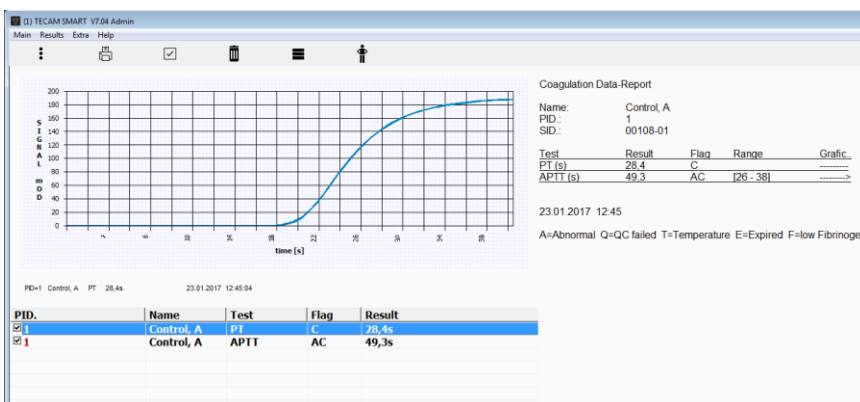 (1) TECAM SMART V7.04 Admin
Main Results Extra Help
200
180
160
140
120
100
80
60
40
20
0
SIGNAL mOD
22
time [s]
PID=1 Control, A PT 28,4s 23.01.2017 12:45:04
Coagulation Data-Report
Name: Control, A
PID.: 1
SID.: 00108-01
Test Result Flag Range Grafic..
PT (s) 28,4 C ---------
APTT (s) 49,3 AC [26 - 38] -------->
23.01.2017 12:45
A=Abnormal Q=QC failed T=Temperature E=Expired F=low Fibrinoge
PID. Name Test Flag Result
1 Control, A PT C 28,4s
1 Control, A APTT AC 49,3s